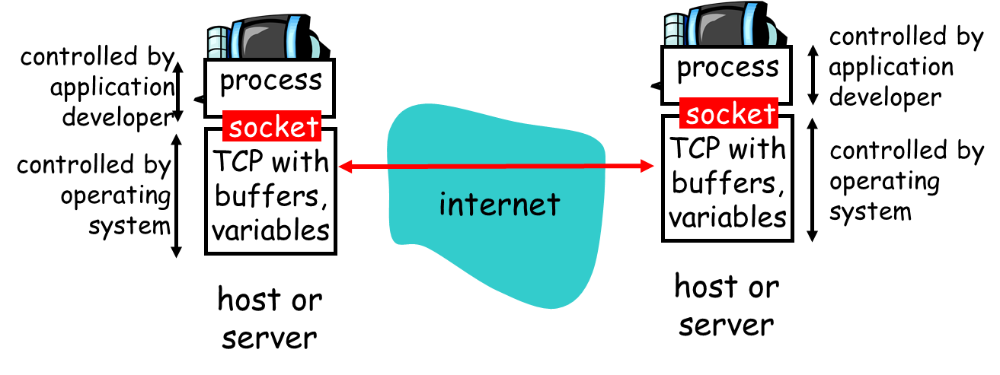 controlled by
application
developer
process
socket
controlled by
operating
system
TCP with
buffers,
variables
host or
server
internet
process
socket
controlled by
application
developer
TCP with
buffers,
variables
controlled by
operating
system
host or
server